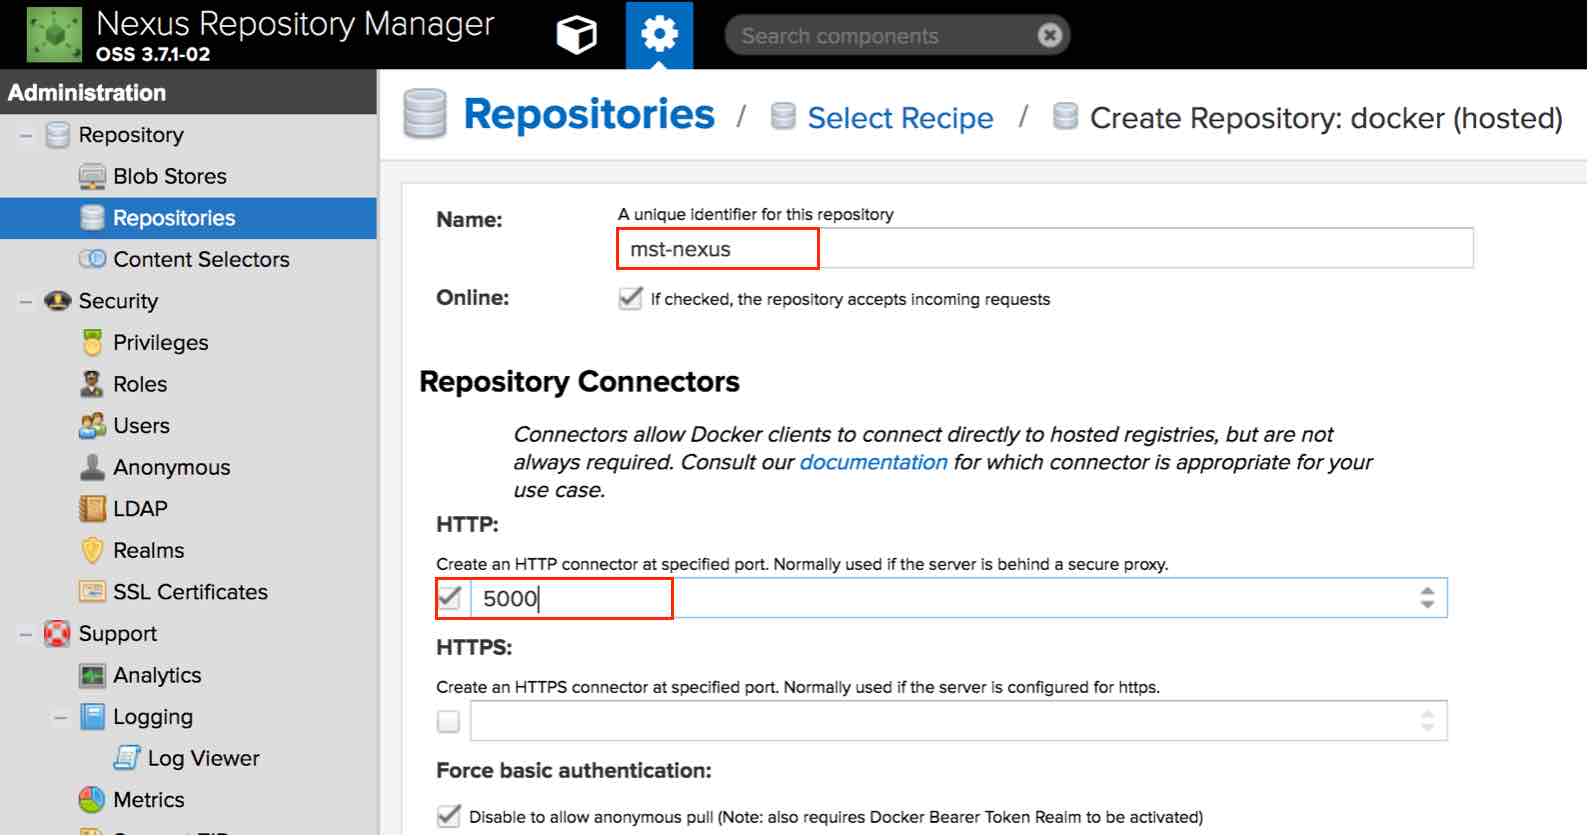 Nexus Repository Manager
OSS 3.7.1-02
Search components
Administration
Repository
Blob Stores
Repositories
Content Selectors
Security
Privileges
Roles
Users
Anonymous
LDAP
Realms
SSL Certificates
Support
Analytics
Logging
Log Viewer
Metrics
Repositories / Select Recipe / Create Repository: docker (hosted)
Name:
A unique identifier for this repository
mst-nexus
Online:
If checked, the repository accepts incoming requests
Repository Connectors
Connectors allow Docker clients to connect directly to hosted registries, but are not
always required. Consult our documentation for which connector is appropriate for your
use case.
HTTP:
Create an HTTP connector at specified port. Normally used if the server is behind a secure proxy.
5000
HTTPS:
Create an HTTPS connector at specified port. Normally used if the server is configured for https.
Force basic authentication:
Disable to allow anonymous pull (Note: also requires Docker Bearer Token Realm to be activated)